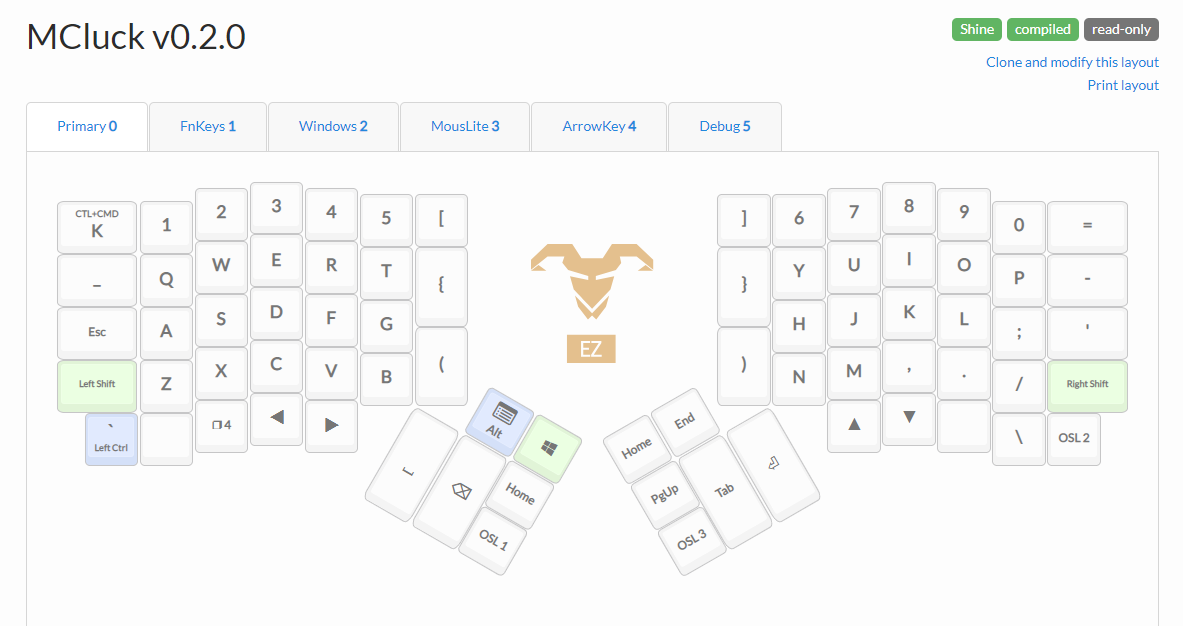 MCluck v0.2.0
Shine compiled read-only
Clone and modify this layout
Print layout
Primary 0 FnKeys 1 Windows 2 MousLite 3 ArrowKey 4 Debug 5
CTL+CMD
K 1 2 3 4 5 [
_ Q W E R T {
Esc A S D F G
Left Shift Z X C V B (
`
Left Ctrl
4
] 6 7 8 9 0 =
} Y U I O P -
H J K L ; '
) N M , . / Right Shift
\ OSL 2
EZ
Alt
Home
OSL 1
Home End
PgUp Tab
OSL 3